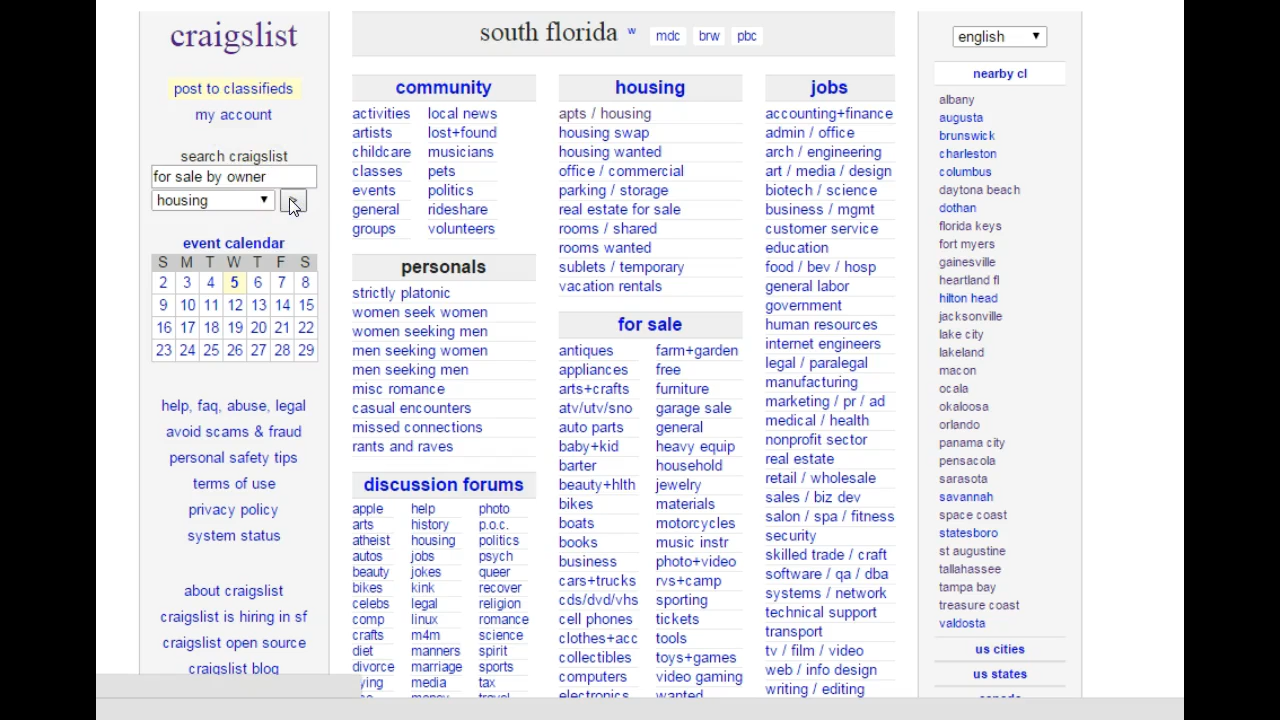 craigslist
post to classifieds
my account
search craigslist
for sale by owner
housing
event calendar
S M T W T F S
2 3 4 5 6 7 8
9 10 11 12 13 14 15
16 17 18 19 20 21 22
23 24 25 26 27 28 29
help, faq, abuse, legal
avoid scams & fraud
personal safety tips
terms of use
privacy policy
system status
about craigslist
craigslist is hiring in sf
craigslist open source
craigslist blog
south florida w mdc brw pbc
community
activities local news
artists lost+found
childcare musicians
classes pets
events politics
general rideshare
groups volunteers
personals
strictly platonic
women seek women
women seeking men
men seeking women
men seeking men
misc romance
casual encounters
missed connections
rants and raves
discussion forums
apple help photo
arts history p.o.c.
atheist housing politics
autos jobs psych
beauty jokes queer
bikes kink recover
celebs legal religion
comp linux romance
crafts m4m science
diet manners spirit
divorce marriage sports
ying media tax
money travel
housing
apts / housing
housing swap
housing wanted
office / commercial
parking / storage
real estate for sale
rooms / shared
rooms wanted
sublets / temporary
vacation rentals
for sale
antiques farm+garden
appliances free
arts+crafts furniture
atv/utv/sno garage sale
auto parts general
baby+kid heavy equip
barter household
beauty+hlth jewelry
bikes materials
boats motorcycles
books music instr
business photo+video
cars+trucks rvs+camp
cds/dvd/vhs sporting
cell phones tickets
clothes+acc tools
collectibles toys+games
computers video gaming
electronics wanted
jobs
accounting+finance
admin / office
arch / engineering
art / media / design
biotech / science
business / mgmt
customer service
education
food / bev / hosp
general labor
government
human resources
internet engineers
legal / paralegal
manufacturing
marketing / pr / ad
medical / health
nonprofit sector
real estate
retail / wholesale
sales / biz dev
salon / spa / fitness
security
skilled trade / craft
software / qa / dba
systems / network
technical support
transport
tv / film / video
web / info design
writing / editing
english
nearby cl
albany
augusta
brunswick
charleston
columbus
daytona beach
dothan
florida keys
fort myers
gainesville
heartland fl
hilton head
jacksonville
lake city
lakeland
macon
ocala
okaloosa
orlando
panama city
pensacola
sarasota
savannah
space coast
statesboro
st augustine
tallahassee
tampa bay
treasure coast
valdosta
us cities
us states
canada